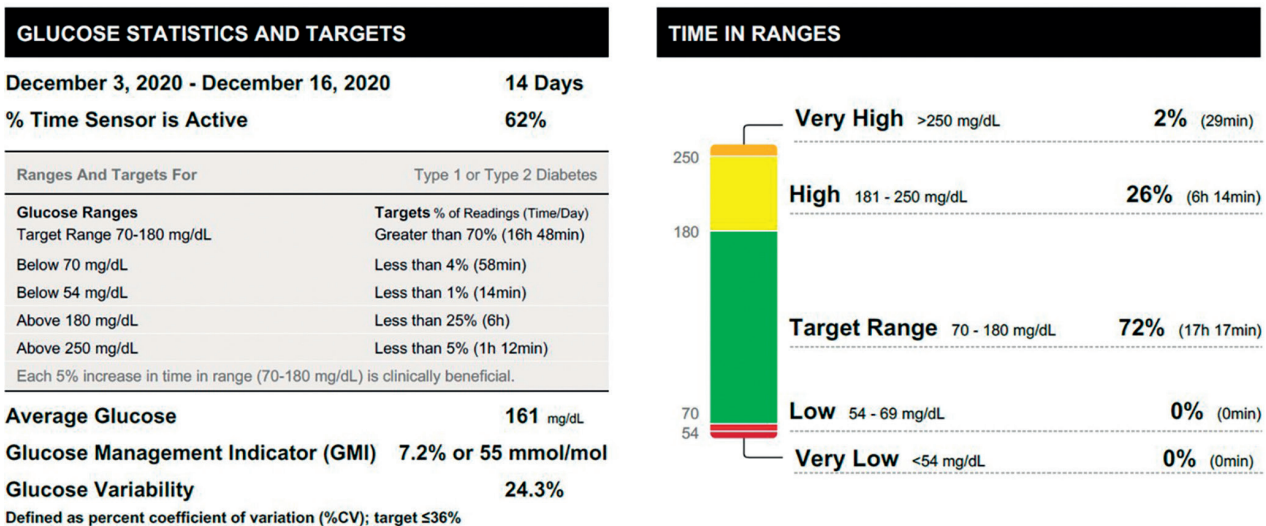 GLUCOSE STATISTICS AND TARGETS
December 3, 2020 - December 16, 2020 14 Days
% Time Sensor is Active 62%
Ranges And Targets For Type 1 or Type 2 Diabetes
Glucose Ranges Targets % of Readings (Time/Day)
Target Range 70-180 mg/dL Greater than 70% (16h 48min)
Below 70 mg/dL Less than 4% (58min)
Below 54 mg/dL Less than 1% (14min)
Above 180 mg/dL Less than 25% (6h)
Above 250 mg/dL Less than 5% (1h 12min)
Each 5% increase in time in range (70-180 mg/dL) is clinically beneficial.
Average Glucose 161 mg/dL
Glucose Management Indicator (GMI) 7.2% or 55 mmol/mol
Glucose Variability 24.3%
Defined as percent coefficient of variation (%CV); target ≤36%
TIME IN RANGES
Very High >250 mg/dL 2% (29min)
250
High 181 - 250 mg/dL 26% (6h 14min)
180
Target Range 70 - 180 mg/dL 72% (17h 17min)
70
Low 54 - 69 mg/dL 0% (0min)
54
Very Low <54 mg/dL 0% (0min)